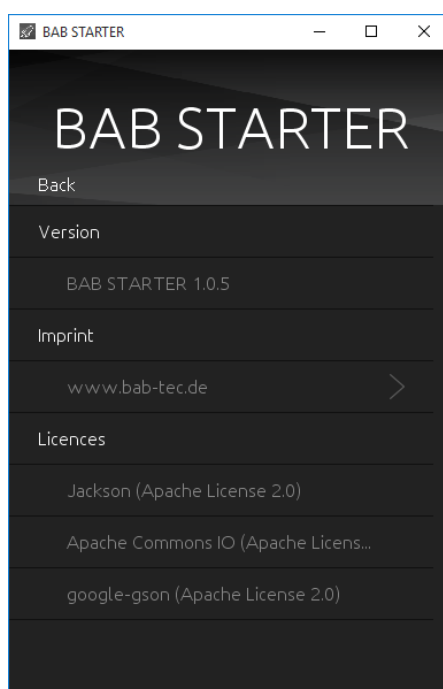 BAB STARTER
BAB STARTER
Back
Version
BAB STARTER 1.0.5
Imprint
www.bab-tec.de
Licences
Jackson (Apache License 2.0)
Apache Commons IO (Apache Licens...
google-gson (Apache License 2.0)